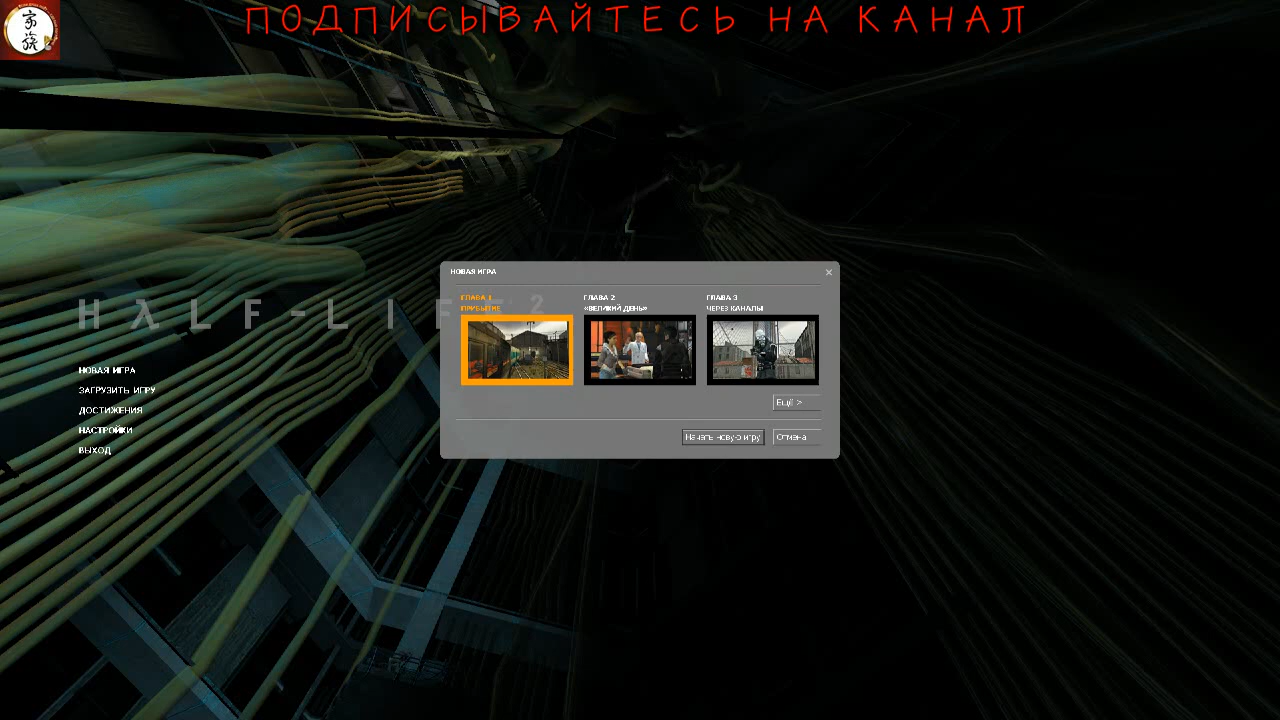 ПОДПИСЫВАЙТЕСЬ НА КАНАЛ
HλLF-LIFE 2
НОВАЯ ИГРА
ЗАГРУЗИТЬ ИГРУ
ДОСТИЖЕНИЯ
НАСТРОЙКИ
ВЫХОД
НОВАЯ ИГРА
ГЛАВА 1
ПРИБЫТИЕ
ГЛАВА 2
«ВЕЛИКИЙ ДЕНЬ»
ГЛАВА 3
ЧЕРЕЗ КАНАЛЫ
Ещё >
Начать новую игру
Отмена